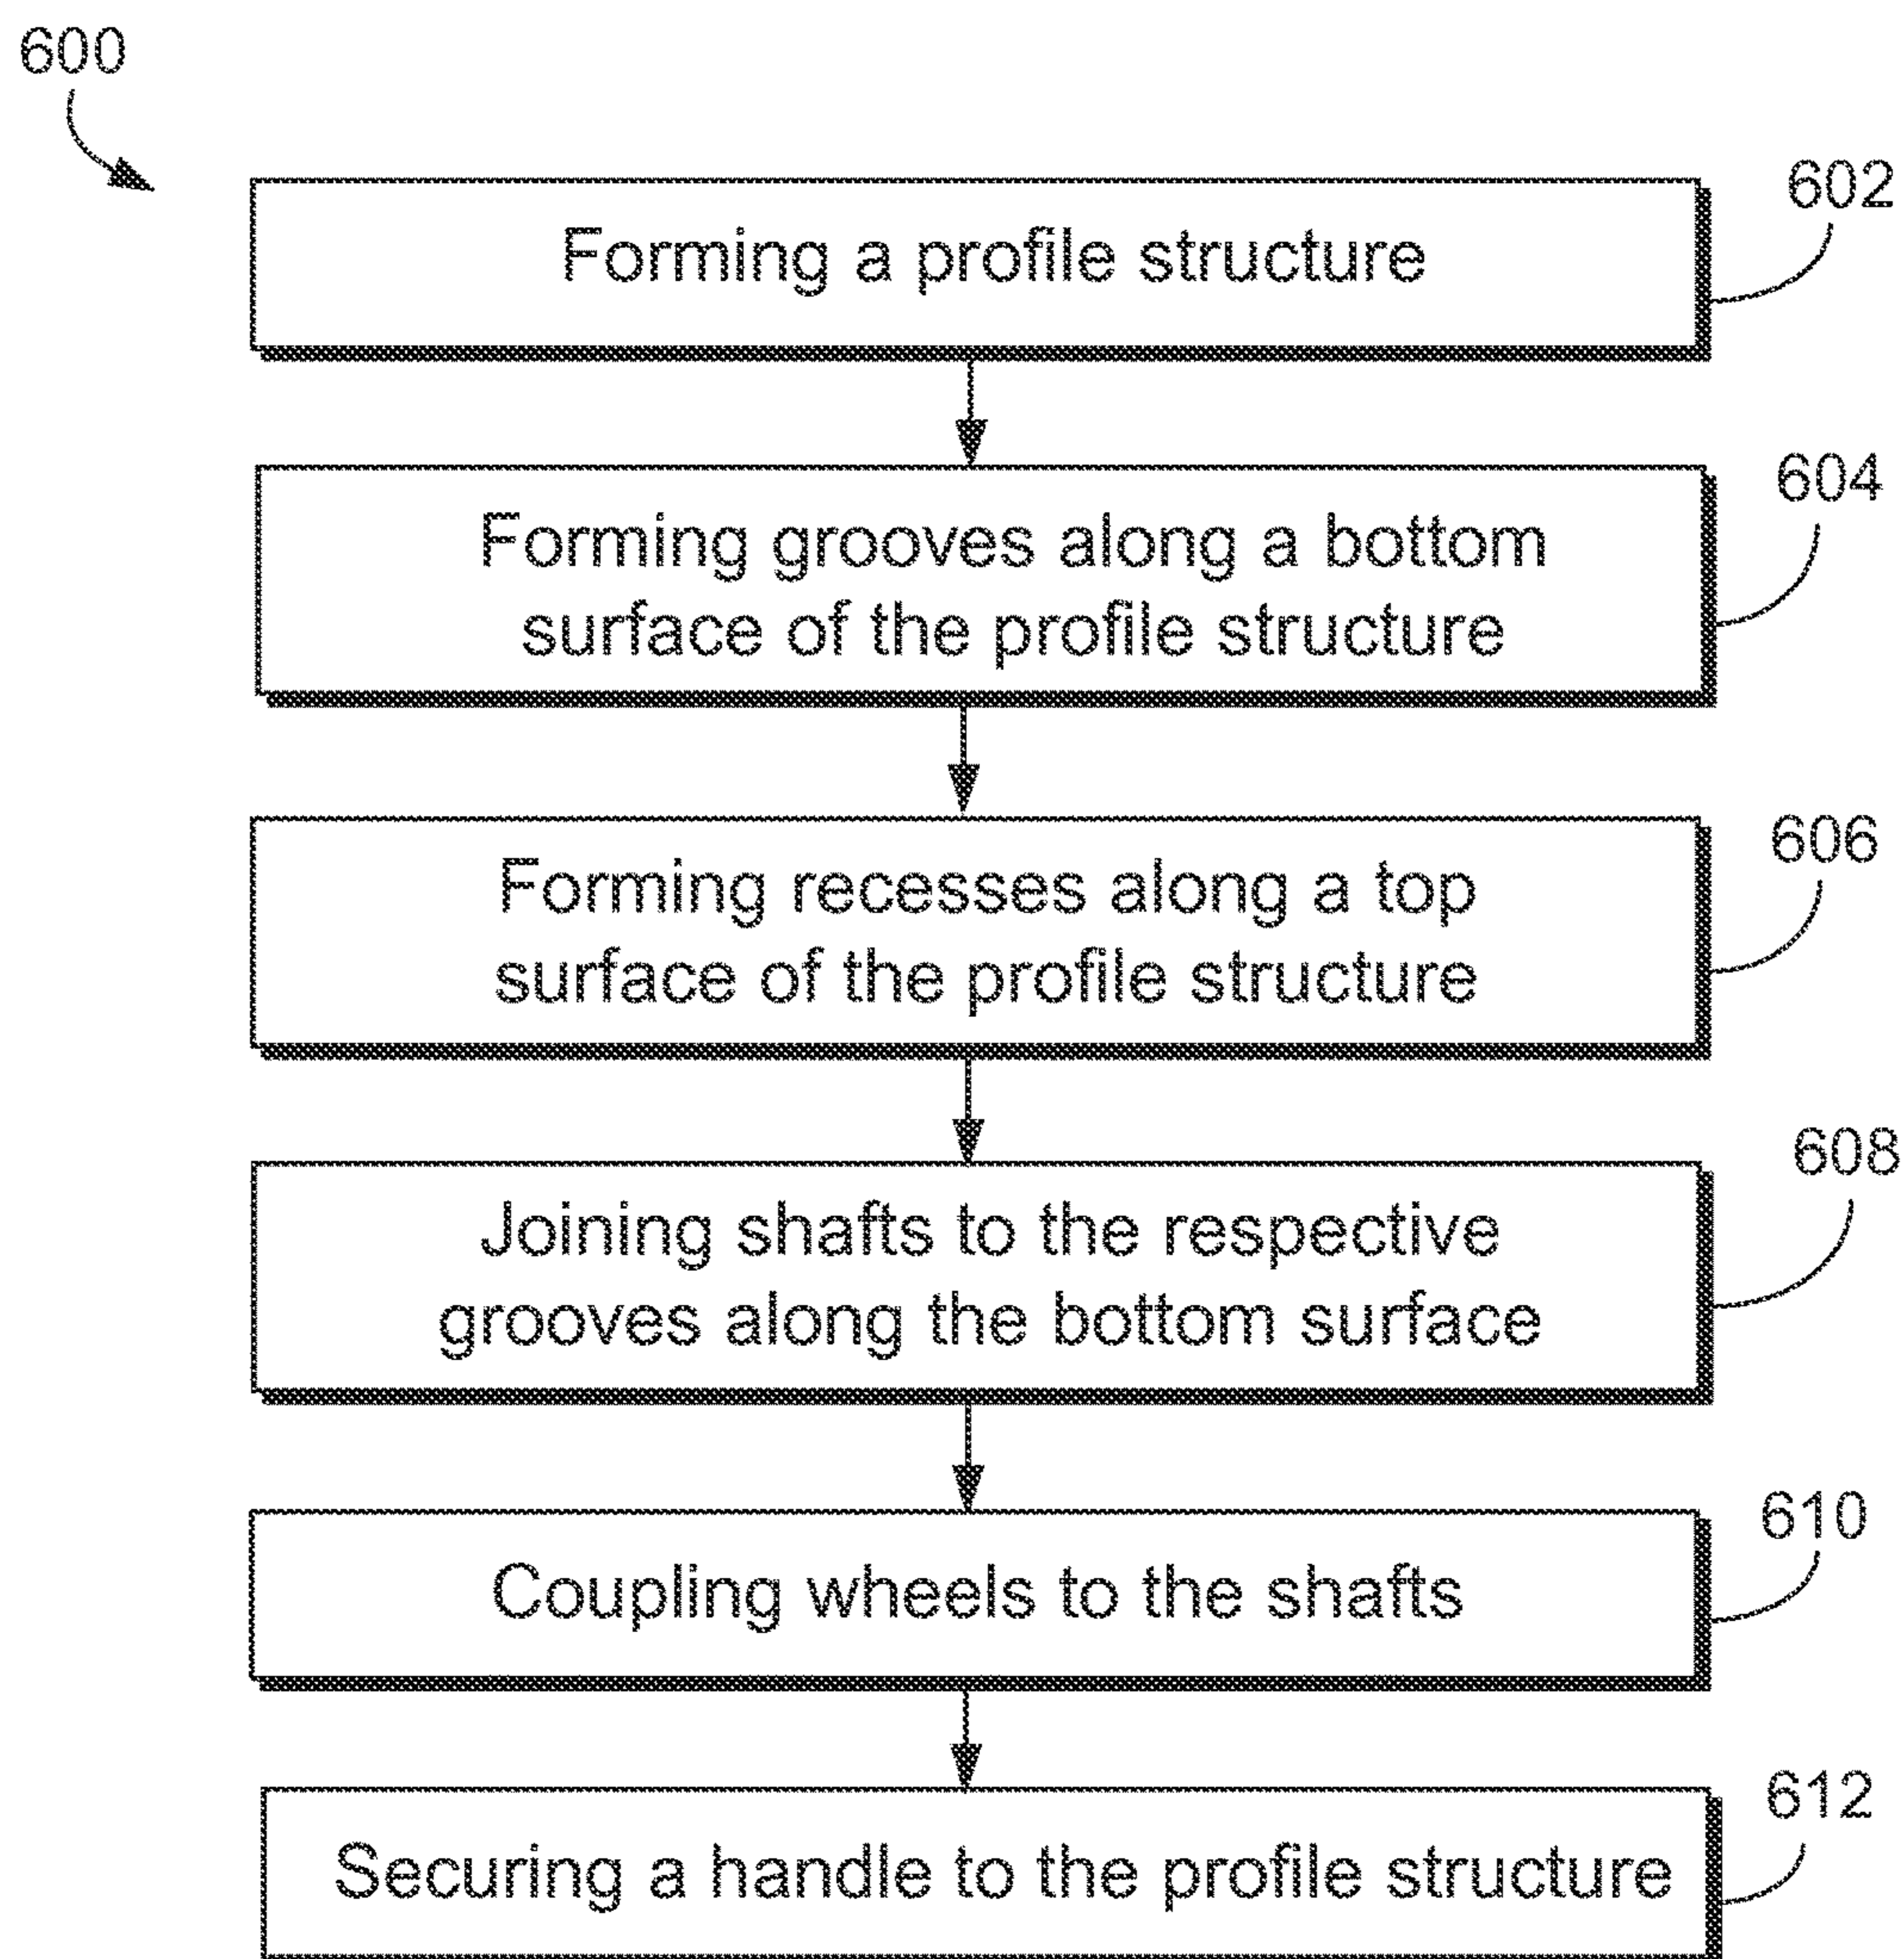 600
602
Forming a profile structure
604
Forming grooves along a bottom
surface of the profile structure
606
Forming recesses along a top
surface of the profile structure
608
Joining shafts to the respective
grooves along the bottom surface
610
Coupling wheels to the shafts
612
Securing a handle to the profile structure